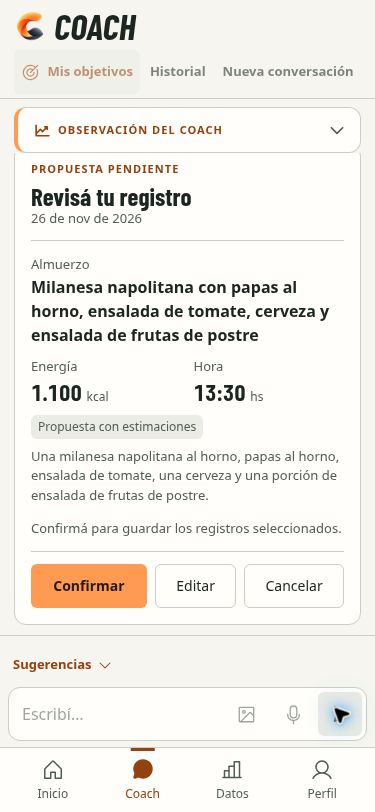 COACH
Mis objetivos Historial Nueva conversación
OBSERVACIÓN DEL COACH
PROPUESTA PENDIENTE
Revisá tu registro
26 de nov de 2026
Almuerzo
Milanesa napolitana con papas al
horno, ensalada de tomate, cerveza y
ensalada de frutas de postre
Energía Hora
1.100 kcal 13:30 hs
Propuesta con estimaciones
Una milanesa napolitana al horno, papas al horno,
ensalada de tomate, una cerveza y una porción de
ensalada de frutas de postre.
Confirmá para guardar los registros seleccionados.
Confirmar Editar Cancelar
Sugerencias
Escribí...
Inicio Coach Datos Perfil